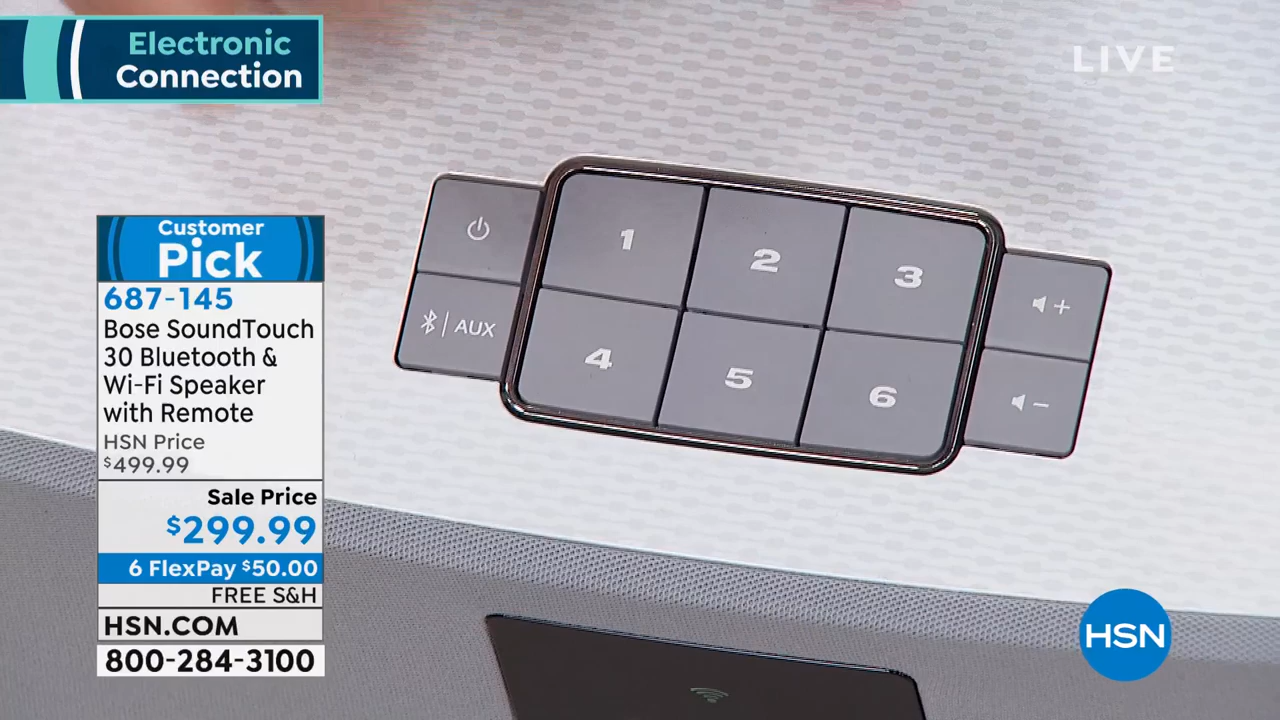 Electronic
Connection
LIVE
Customer
Pick
687-145
Bose SoundTouch
30 Bluetooth &
Wi-Fi Speaker
with Remote
HSN Price
$499.99
Sale Price
$299.99
6 FlexPay $50.00
FREE S&H
HSN.COM
800-284-3100
1
2
3
+
| AUX
4
5
6
-
HSN